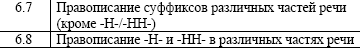 6.7 Правописание суффиксов различных частей речи
(кроме -Н-/-НН-)
6.8 Правописание -Н- и -НН- в различных частях речи